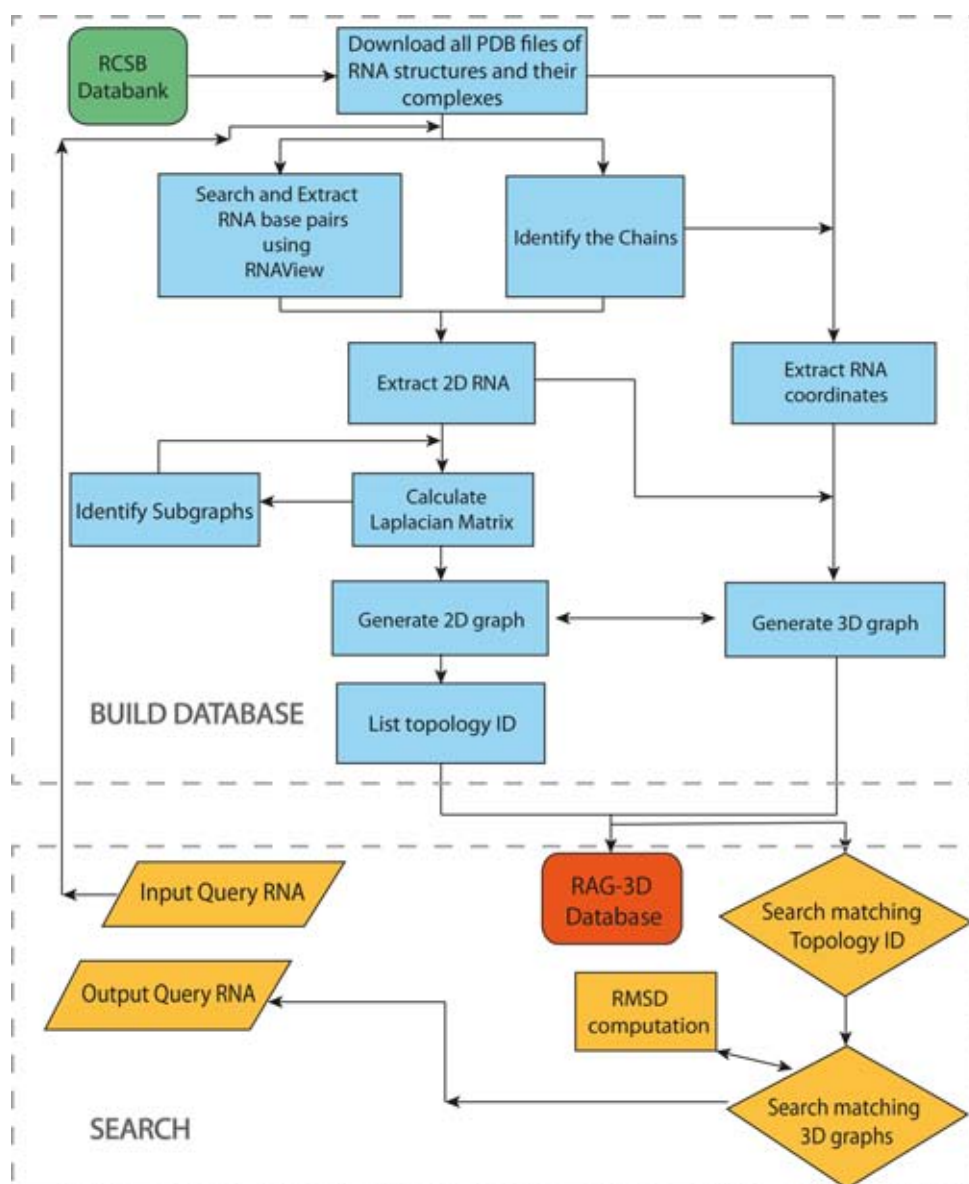 RCSB
Databank
Download all PDB files of
RNA structures and their
complexes
Search and Extract
RNA base pairs
using
RNAView
Identify the Chains
Extract 2D RNA
Extract RNA
coordinates
Identify Subgraphs
Calculate
Laplacian Matrix
Generate 2D graph
Generate 3D graph
BUILD DATABASE
List topology ID
Input Query RNA
RAG-3D
Database
Search matching
Topology ID
Output Query RNA
RMSD
computation
SEARCH
Search matching
3D graphs